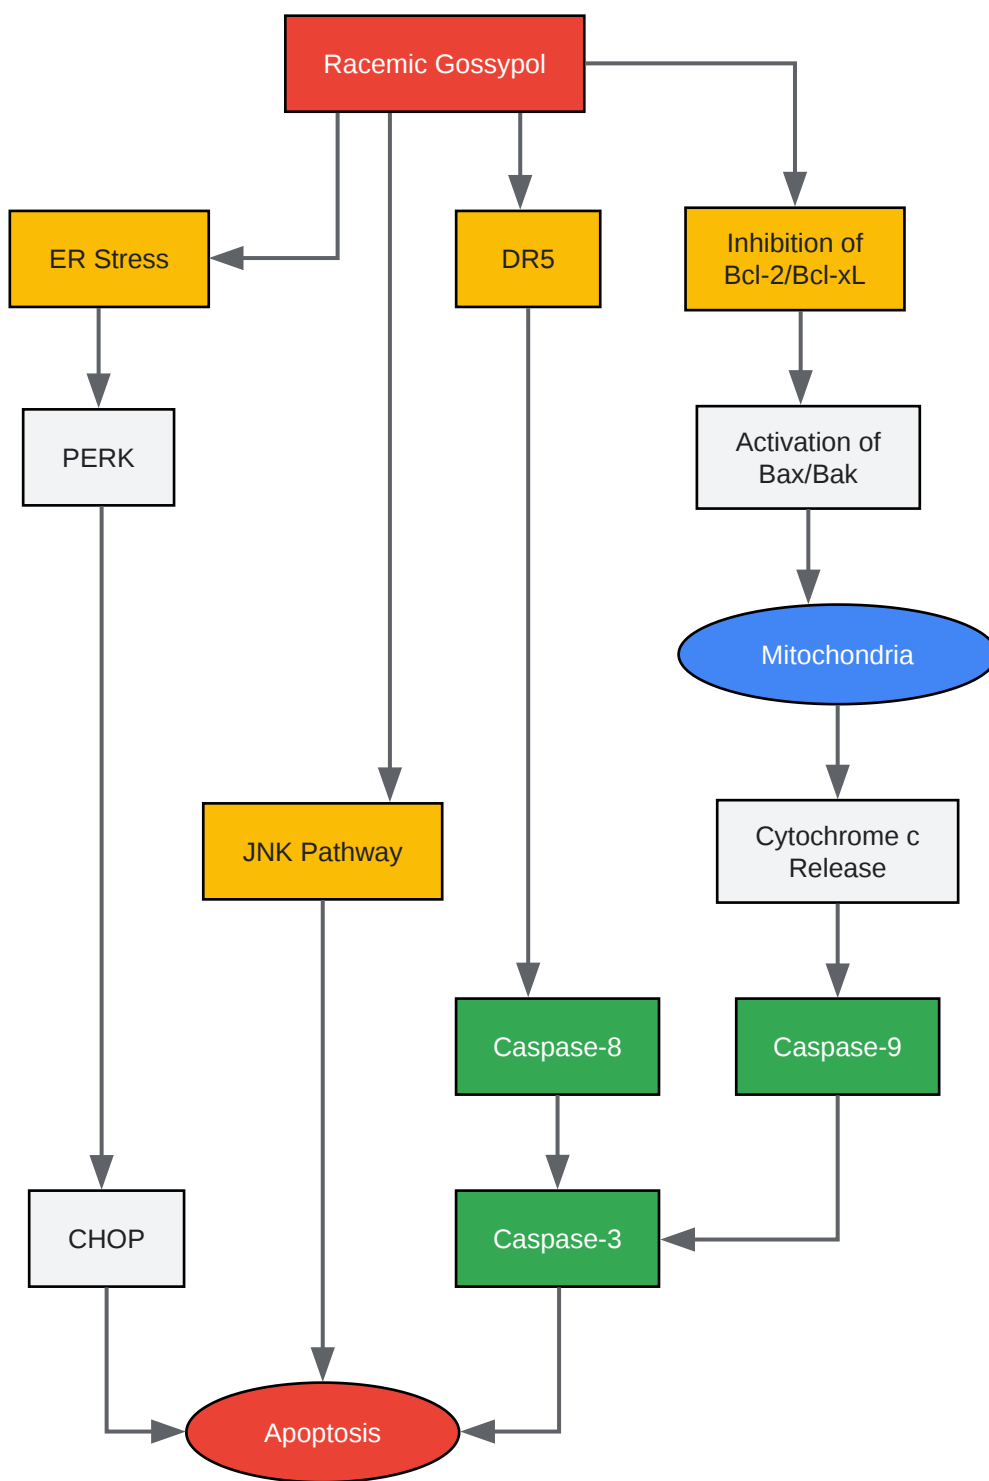 Racemic Gossypol
ER Stress
DR5
Inhibition of
Bcl-2/Bcl-xL
PERK
Activation of
Bax/Bak
Mitochondria
JNK Pathway
Cytochrome c
Release
Caspase-8
Caspase-9
CHOP
Caspase-3
Apoptosis